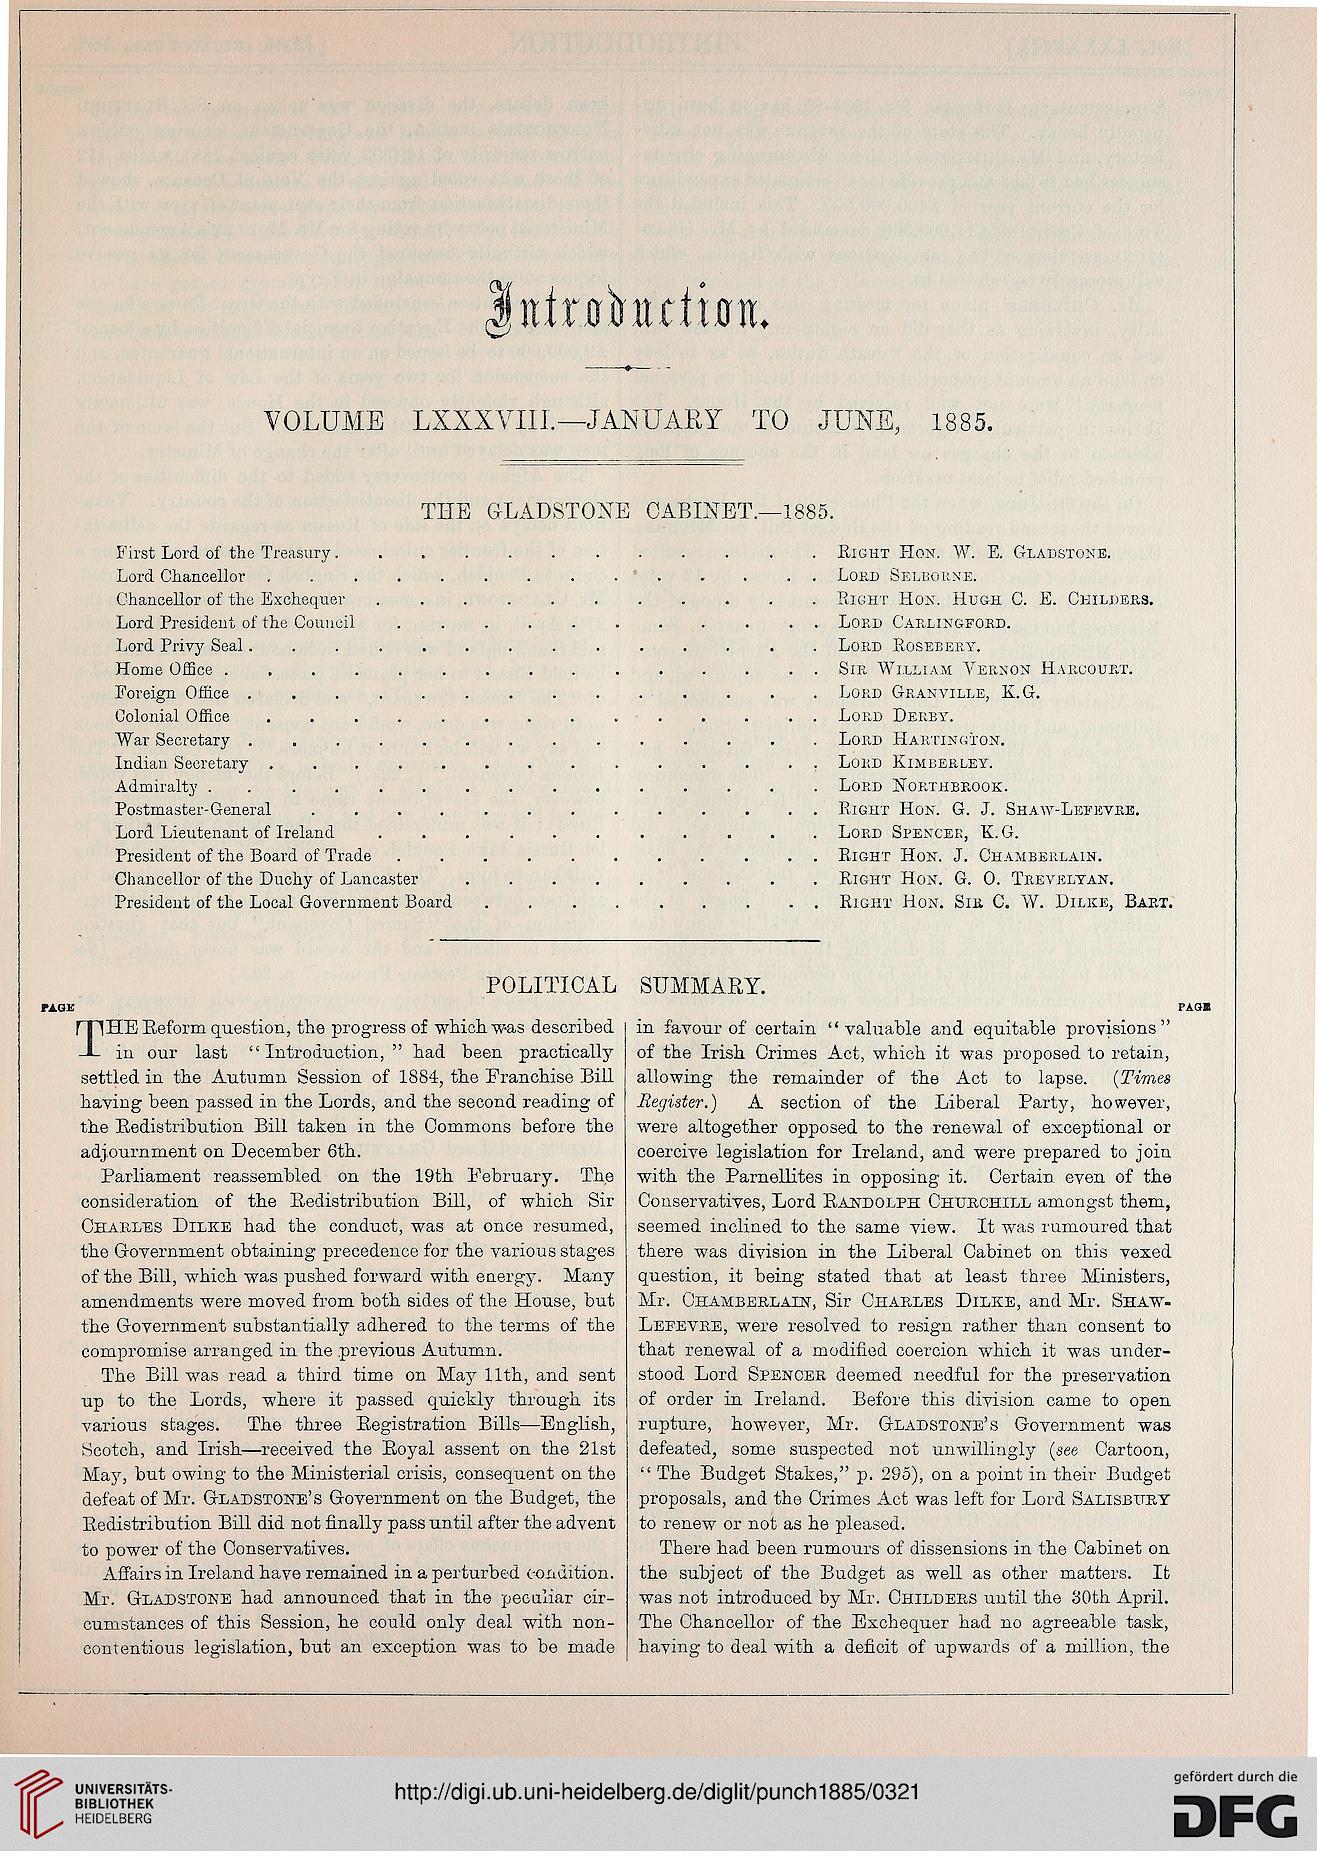 Introduction.
VOLUME LXXXVIII.—JANUARY TO JUNE, 1885.
THE GLADSTONE CABINET.—1885.
First Lord of the Treasury . . . . . . . . . . . RIGHT HON. W. E. GLADSTONE.
Lord Chancellor . . . . . . . . . . . LORD SELBORNE.
Chancellor of the Exchequer . . . . . . . . . . . RIGHT HON. HUGH C. E. CHILDERS.
Lord President of the Council . . . . . . . . . . . LORD CARLINGFORD.
Lord Privy Seal . . . . . . . . . . . LORD ROSEBERY.
Home Office . . . . . . . . . . . SIR WILLIAM VERNON HARCOURT.
Foreign Office . . . . . . . . . . . LORD GRANVILLE, K.G.
Colonial Office . . . . . . . . . . . LORD DERBY.
War Secretary . . . . . . . . . . . LORD HARTINGTON.
Indian Secretary . . . . . . . . . . . LORD KIMBERLEY.
Admiralty . . . . . . . . . . . LORD NORTHBROOK.
Postmaster-General . . . . . . . . . . . RIGHT HON. G. J. SHAW-LEFEVRE.
Lord Lieutenant of Ireland . . . . . . . . . . . LORD SPENCER, K.G.
President of the Board of Trade . . . . . . . . . . . RIGHT HON. J. CHAMBERLAIN.
Chancellor of the Duchy of Lancaster . . . . . . . . . RIGHT HON. G. O. TREVELYAN.
President of the Local Government Board . . . . . . . . . RIGHT HON. SIR C. W. DILKE, BART.
POLITICAL SUMMARY.
PAGE
THE Reform question, the progress of which was described
in our last “Introduction,” had been practically
settled in the Autumn Session of 1884, the Franchise Bill
having been passed in the Lords, and the second reading of
the Redistribution Bill taken in the Commons before the
adjournment on December 6th.
Parliament reassembled on the 19th February. The
consideration of the Redistribution Bill, of which Sir
CHARLES DILKE had the conduct, was at once resumed,
the Government obtaining precedence for the various stages
of the Bill, which was pushed forward with energy. Many
amendments were moved from both sides of the House, but
the Government substantially adhered to the terms of the
compromise arranged in the previous Autumn.
The Bill was read a third time on May 11th, and sent
up to the Lords, where it passed quickly through its
various stages. The three Registration Bills—English,
Scotch, and Irish—received the Royal assent on the 21st
May, but owing to the Ministerial crisis, consequent on the
defeat of Mr. GLADSTONE'S Government on the Budget, the
Redistribution Bill did not finally pass until after the advent
to power of the Conservatives.
Affairs in Ireland have remained in a perturbed condition.
Mr. GLADSTONE had announced that in the peculiar cir-
cumstances of this Session, he could only deal with non-
contentious legislation, but an exception was to be made
PAGE
in favour of certain “valuable and equitable provisions”
of the Irish Crimes Act, which it was proposed to retain,
allowing the remainder of the Act to lapse. (Times
Register.) A section of the Liberal Party, however,
were altogether opposed to the renewal of exceptional or
coercive legislation for Ireland, and were prepared to join
with the Parnellites in opposing it. Certain even of the
Conservatives, Lord RANDOLPH CHURCHILL amongst them,
seemed inclined to the same view. It was rumoured that
there was division in the Liberal Cabinet on this vexed
question, it being stated that at least three Ministers,
Mr. CHAMBERLAIN, Sir CHARLES DILKE, and Mr. SHAW-
LEFEVRE, were resolved to resign rather than consent to
that renewal of a modified coercion which it was under-
stood Lord SPENCER deemed needful for the preservation
of order in Ireland. Before this division came to open
rupture, however, Mr. GLADSTONE'S Government was
defeated, some suspected not unwillingly (see Cartoon,
“The Budget Stakes,” p. 295), on a point in their Budget
proposals, and the Crimes Act was left for Lord SALISBURY
to renew or not as he pleased.
There had been rumours of dissensions in the Cabinet on
the subject of the Budget as well as other matters. It
was not introduced by Mr. CHILDERS until the 30th April.
The Chancellor of the Exchequer had no agreeable task,
having to deal with a deficit of upwards of a million, the
UNIVERSITÄTS-
BIBLIOTHEK
HEIDELBERG
http://digi.ub.uni-heidelberg.de/diglit/punch1885/0321
gefördert durch die
DFG